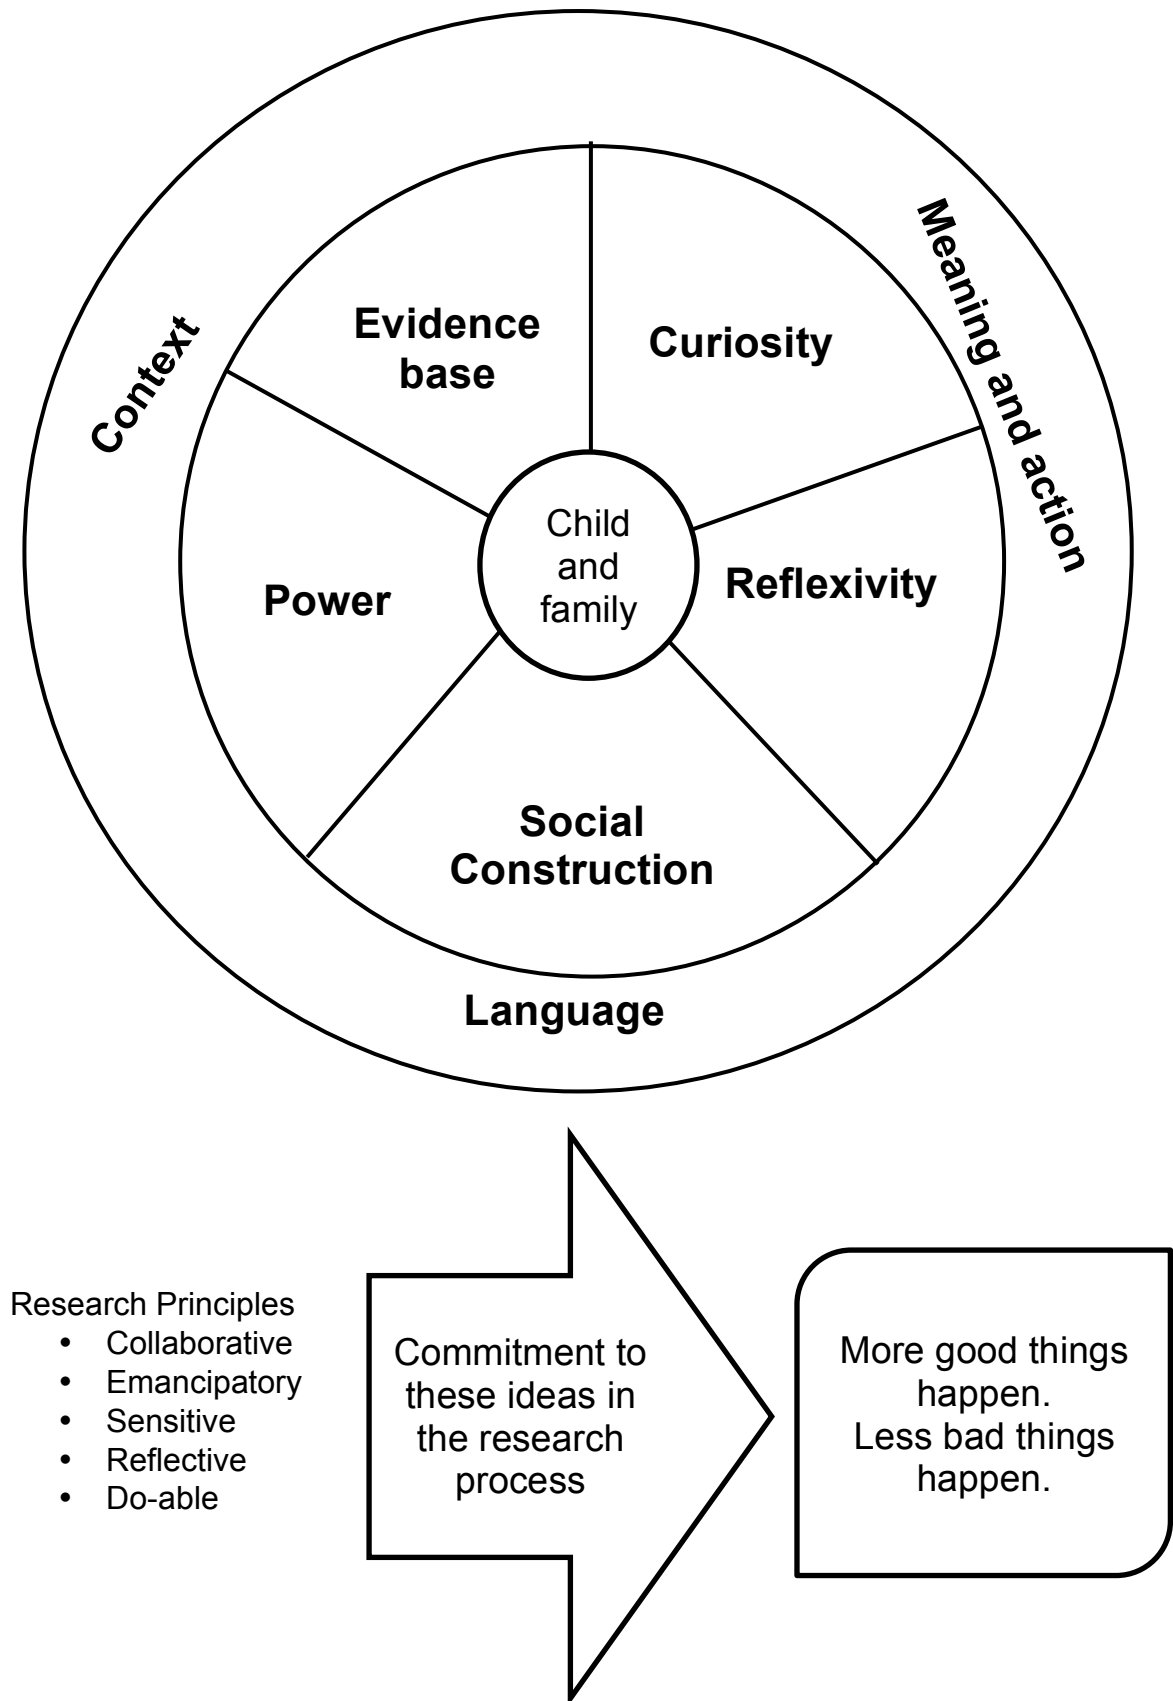 Context
Meaning and action
Evidence
base
Curiosity
Power
Child
and
family
Reflexivity
Social
Construction
Language
Research Principles
• Collaborative
• Emancipatory
• Sensitive
• Reflective
• Do-able
Commitment to
these ideas in
the research
process
More good things
happen.
Less bad things
happen.